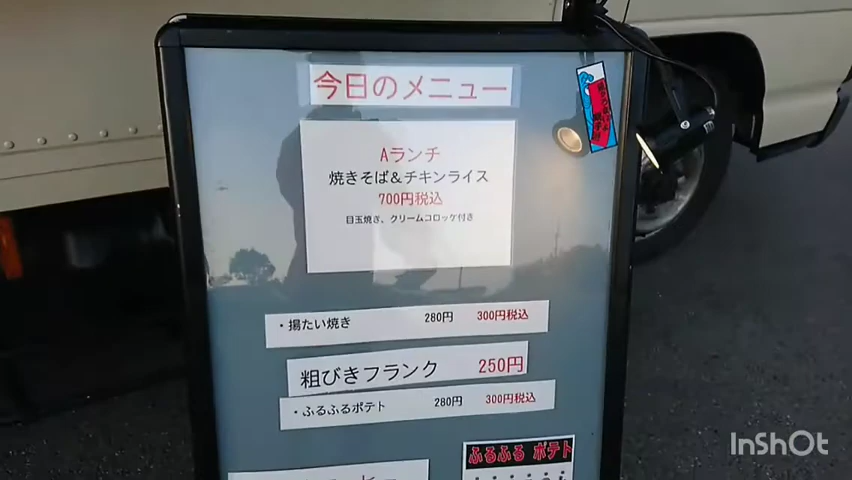 今日のメニュー
Aランチ
焼きそば&チキンライス
700円税込
目玉焼き、クリームコロッケ付き
・揚たい焼き 280円 300円税込
粗びきフランク 250円
・ふるふるポテト 280円 300円税込
ふるふる ポテト
InShOt